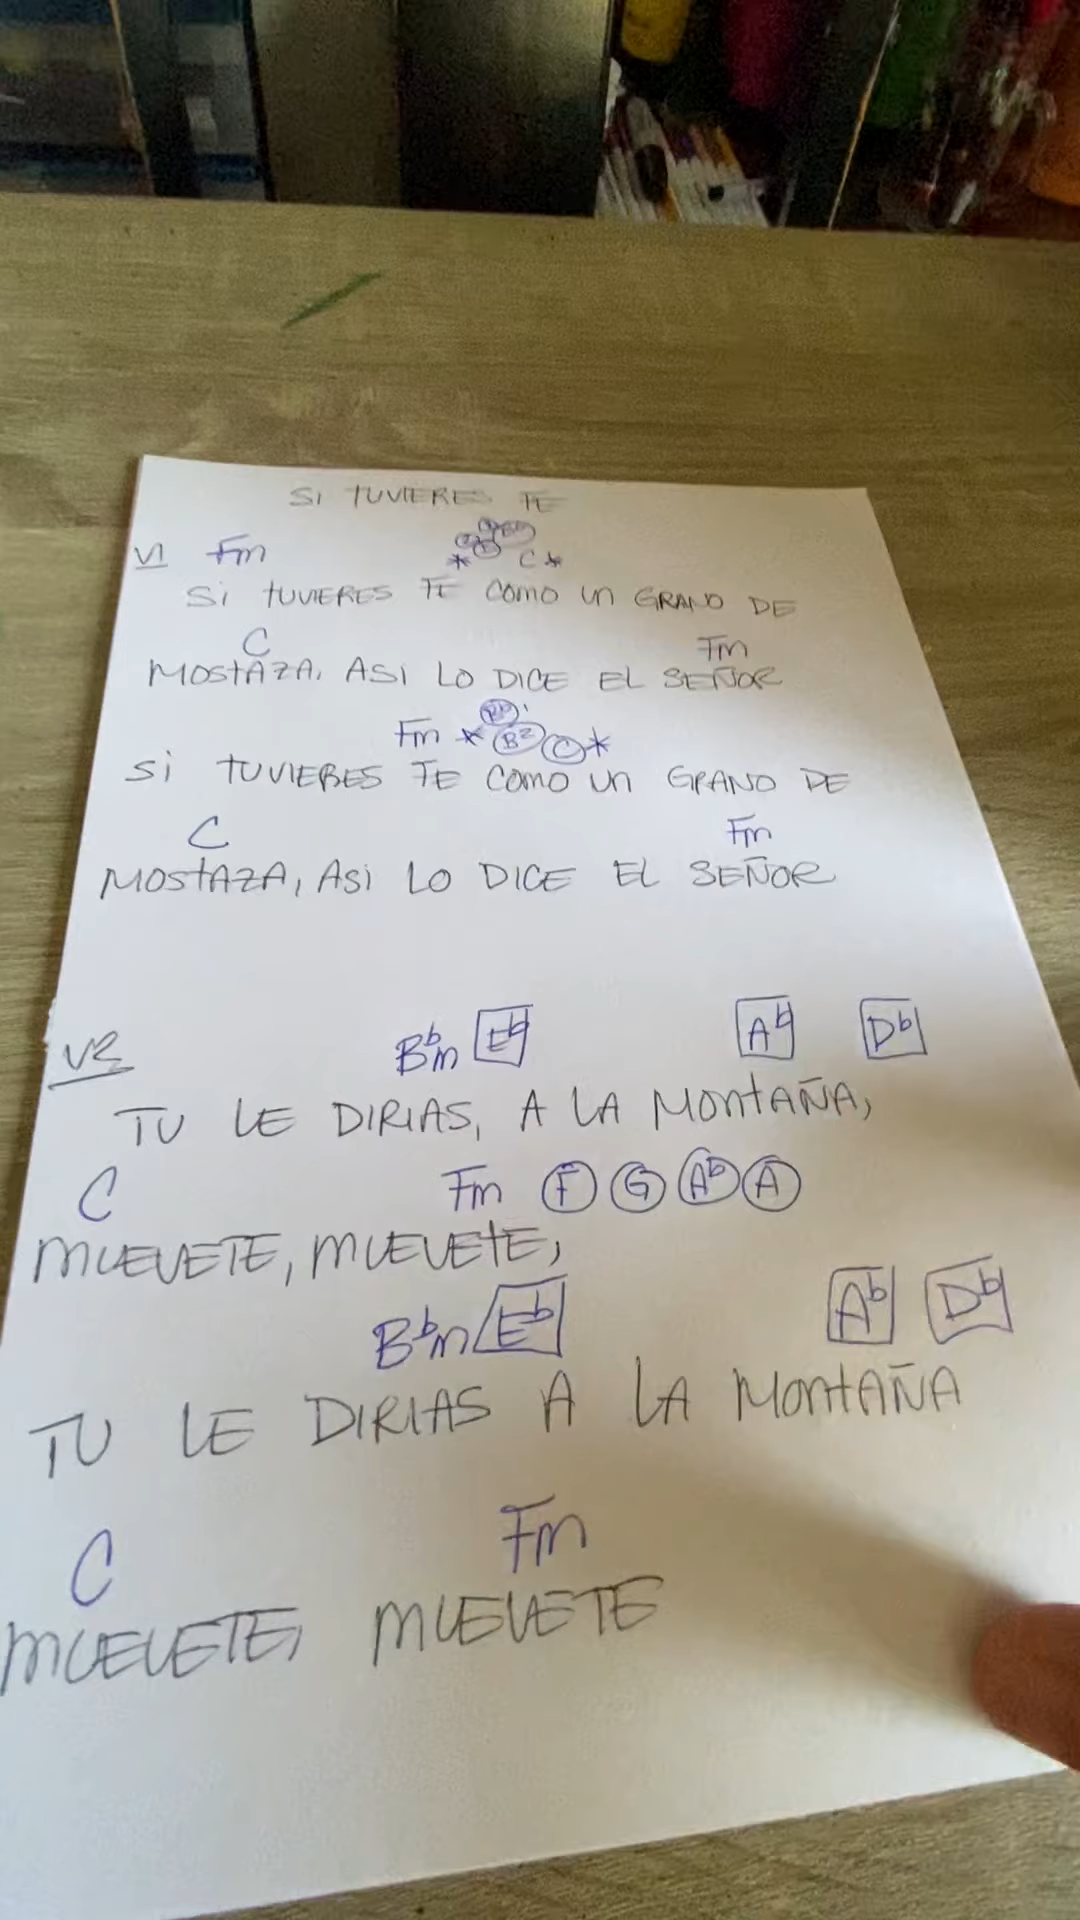 SI TUVIERES FE
V1 Fm
* C *
SI TUVIERES FE COMO UN GRANO DE
C Fm
MOSTAZA, ASI LO DICE EL SEÑOR
Fm * Bb B♮ C *
SI TUVIERES FE COMO UN GRANO DE
C Fm
MOSTAZA, ASI LO DICE EL SEÑOR
V2 Bbm Eb Ab Db
TU LE DIRIAS, A LA MONTAÑA,
C Fm F G Ab A
MUEVETE, MUEVETE,
Bbm Eb Ab Db
TU LE DIRIAS A LA MONTAÑA
C Fm
MUEVETE, MUEVETE